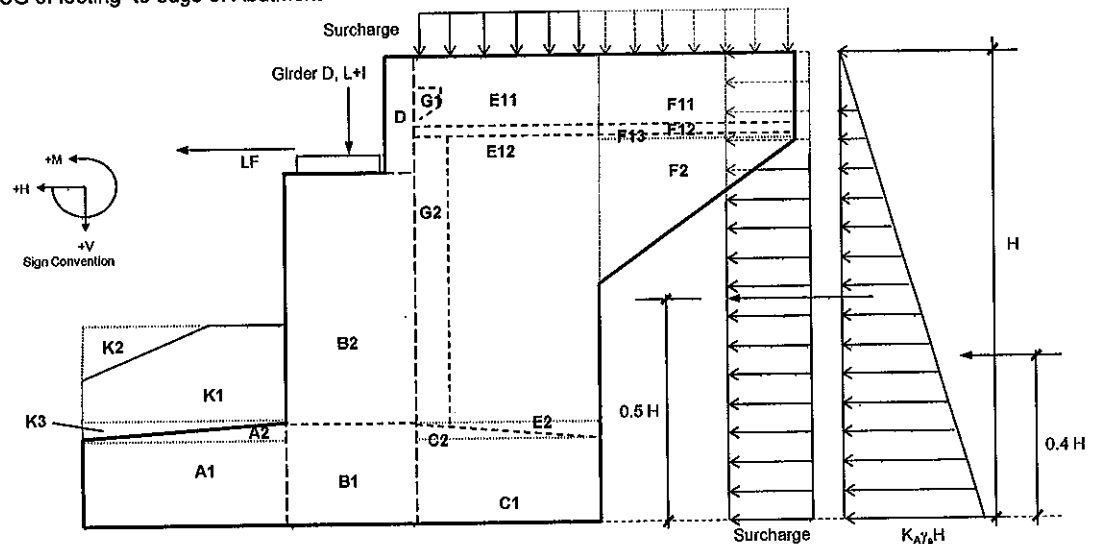 CG of footing to edge of Abutment
Surcharge
Girder D, L+I
D
G1
E11
F11
F13
F12
E12
LF
F2
+M
+H
+V
Sign Convention
G2
H
K2
B2
K1
0.5 H
K3
A2
E2
C2
0.4 H
A1
B1
C1
Surcharge
KAγsH